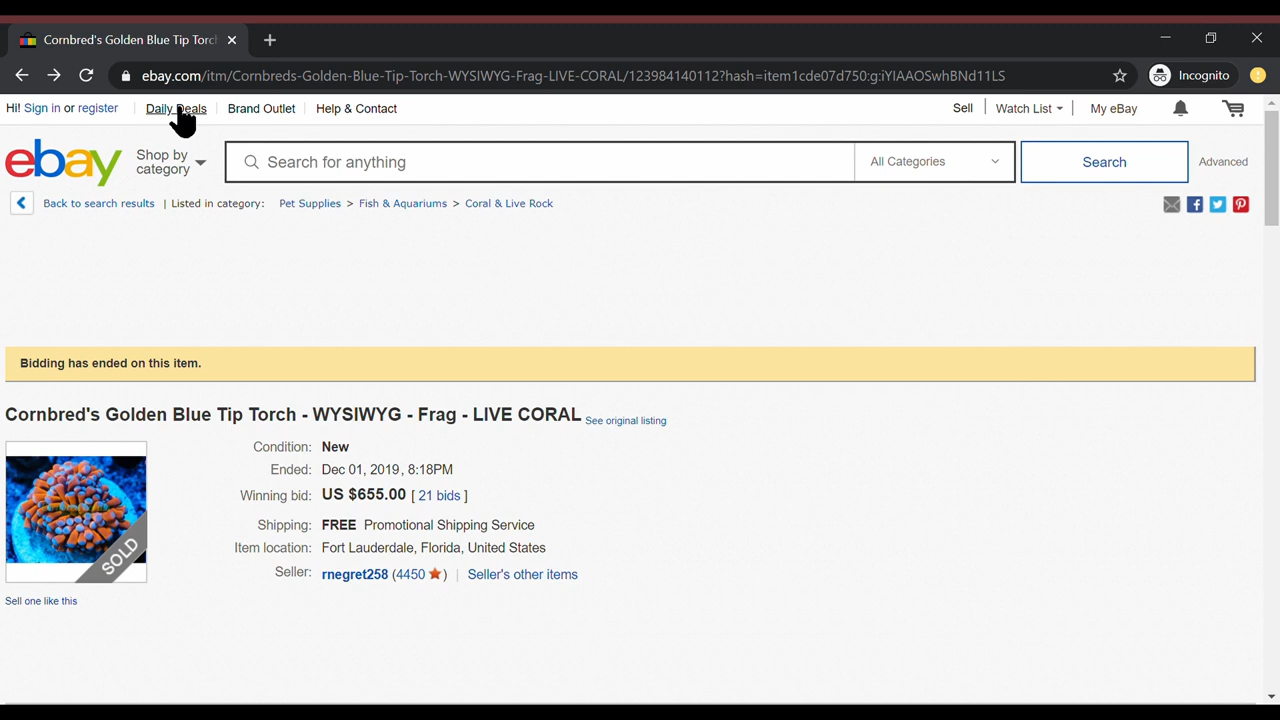 Cornbred's Golden Blue Tip Torch
ebay.com/itm/Cornbreds-Golden-Blue-Tip-Torch-WYSIWYG-Frag-LIVE-CORAL/123984140112?hash=item1cde07d750:g:iYIAAOSwhBNd11LS
Incognito
Hi! Sign in or register
Daily Deals
Brand Outlet
Help & Contact
Sell
Watch List
My eBay
ebay
Shop by category
Search for anything
All Categories
Search
Advanced
Back to search results | Listed in category: Pet Supplies > Fish & Aquariums > Coral & Live Rock
Bidding has ended on this item.
Cornbred's Golden Blue Tip Torch - WYSIWYG - Frag - LIVE CORAL See original listing
Condition: New
Ended: Dec 01, 2019, 8:18PM
Winning bid: US $655.00 [ 21 bids ]
Shipping: FREE Promotional Shipping Service
Item location: Fort Lauderdale, Florida, United States
Seller: rnegret258 (4450 ) | Seller's other items
SOLD
Sell one like this